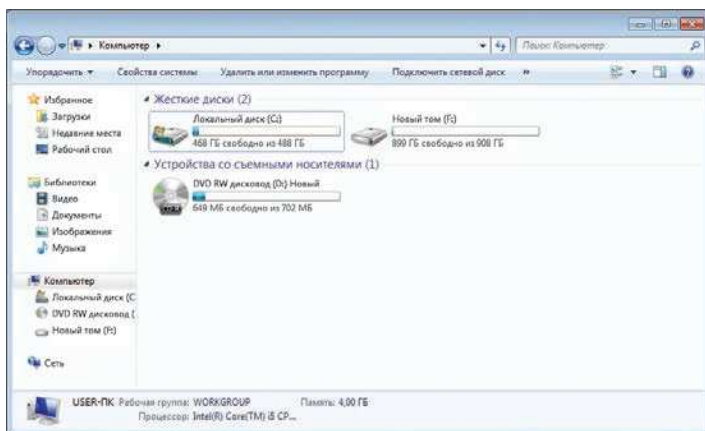 Компьютер
Поиск: Компьютер
Упорядочить
Свойства системы
Удалить или изменить программу
Подключить сетевой диск
»
Избранное
Загрузки
Недавние места
Рабочий стол
Библиотеки
Видео
Документы
Изображения
Музыка
Компьютер
Локальный диск (C
DVD RW дисковод (
Новый том (F:)
Сеть
Жесткие диски (2)
Локальный диск (C:)
468 ГБ свободно из 488 ГБ
Новый том (F:)
899 ГБ свободно из 908 ГБ
Устройства со съемными носителями (1)
DVD RW дисковод (D:) Новый
649 МБ свободно из 702 МБ
USER-ПК Рабочая группа: WORKGROUP Память: 4,00 ГБ
Процессор: Intel(R) Core(TM) i5 CP...